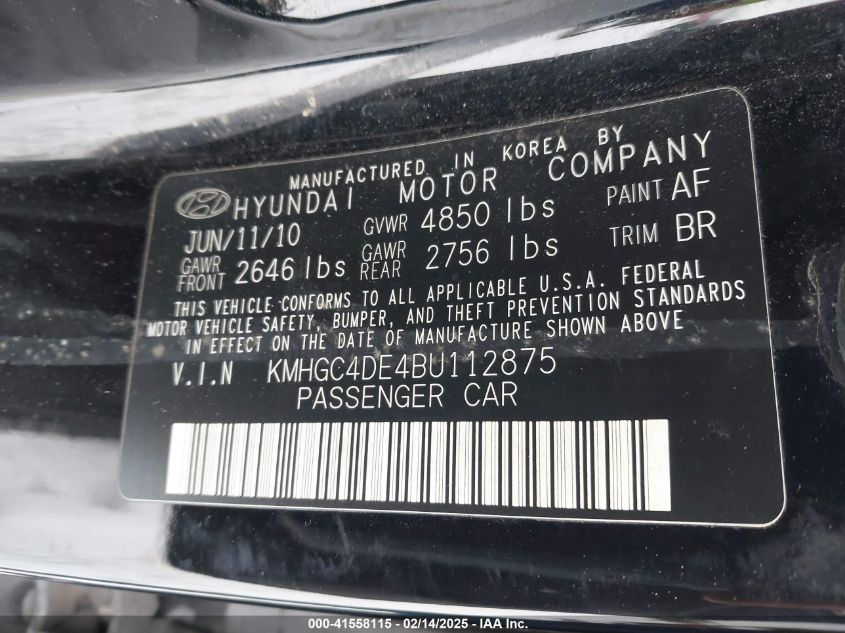 MANUFACTURED IN KOREA BY
HYUNDAI MOTOR COMPANY
JUN/11/10 GVWR 4850 lbs PAINT AF
GAWR FRONT 2646 lbs GAWR REAR 2756 lbs TRIM BR
THIS VEHICLE CONFORMS TO ALL APPLICABLE U.S.A. FEDERAL
MOTOR VEHICLE SAFETY, BUMPER, AND THEFT PREVENTION STANDARDS
IN EFFECT ON THE DATE OF MANUFACTURE SHOWN ABOVE
V.I.N KMHGC4DE4BU112875
PASSENGER CAR
000-41558115 - 02/14/2025 - IAA Inc.